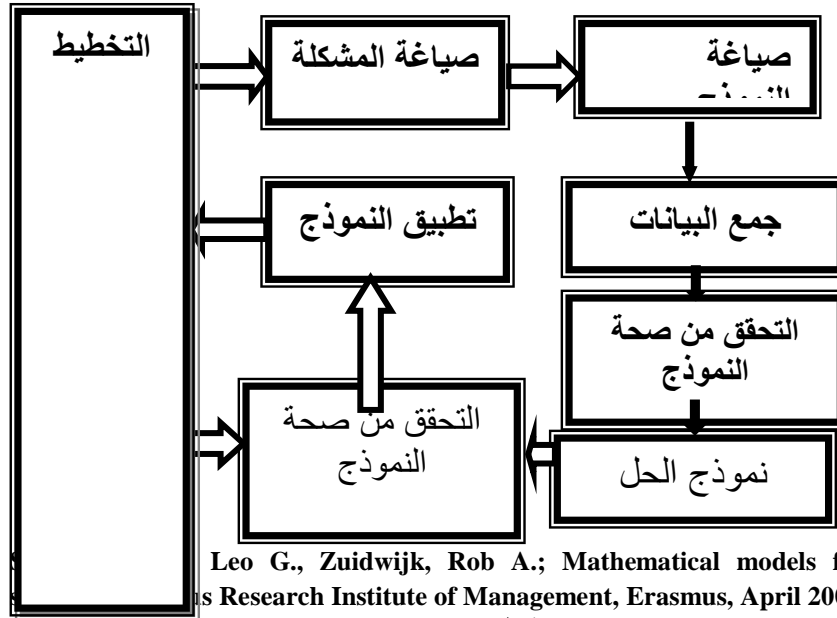 التخطيط
صياغة المشكلة
صياغة
النموذج
تطبيق النموذج
جمع البيانات
التحقق من صحة
النموذج
التحقق من صحة
النموذج
نموذج الحل
Leo G., Zuidwijk, Rob A.; Mathematical models
Research Institute of Management, Erasmus, April